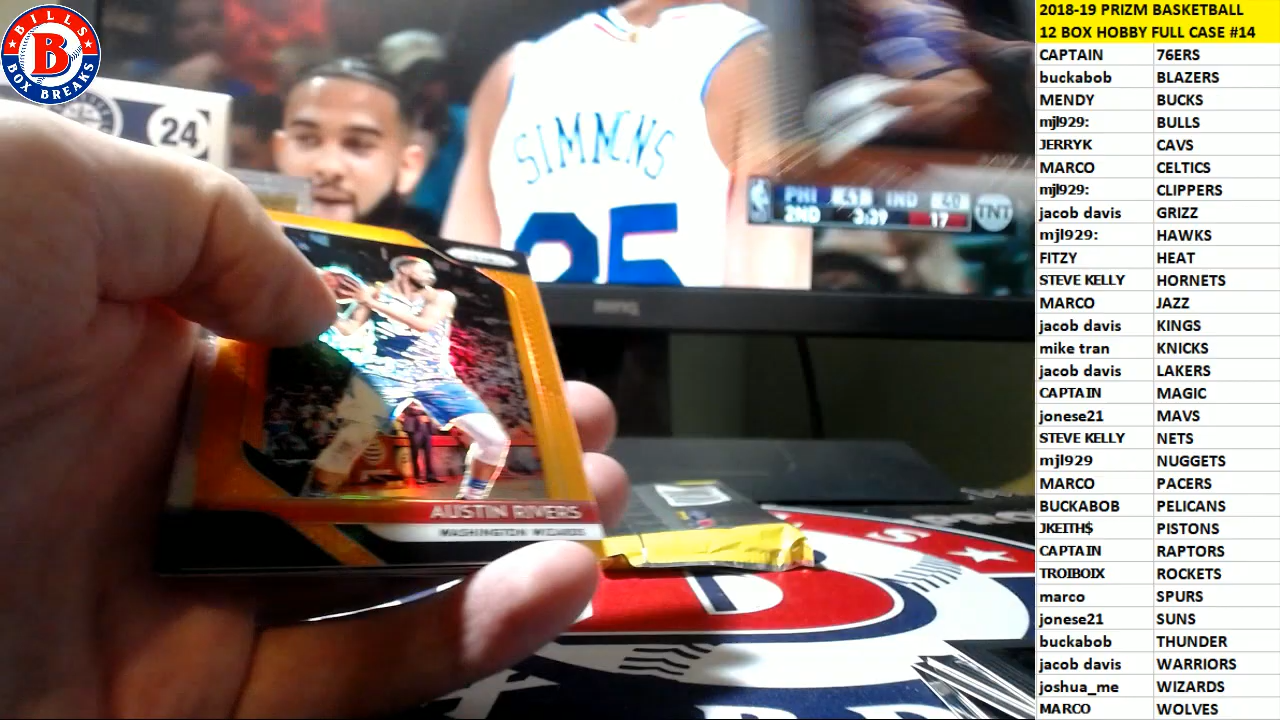 BILLS
B
BOX BREAKS
24
SIMMONS
25
PHI 45 IND 40
2ND 3:39 17
TNT
BENQ
AUSTIN RIVERS
WASHINGTON WIZARDS
2018-19 PRIZM BASKETBALL
12 BOX HOBBY FULL CASE #14
CAPTAIN 76ERS
buckabob BLAZERS
MENDY BUCKS
mjl929: BULLS
JERRYK CAVS
MARCO CELTICS
mjl929: CLIPPERS
jacob davis GRIZZ
mjl929: HAWKS
FITZY HEAT
STEVE KELLY HORNETS
MARCO JAZZ
jacob davis KINGS
mike tran KNICKS
jacob davis LAKERS
CAPTAIN MAGIC
jonese21 MAVS
STEVE KELLY NETS
mjl929 NUGGETS
MARCO PACERS
BUCKABOB PELICANS
JKEITH$ PISTONS
CAPTAIN RAPTORS
TROIBOIX ROCKETS
marco SPURS
jonese21 SUNS
buckabob THUNDER
jacob davis WARRIORS
joshua_me WIZARDS
MARCO WOLVES